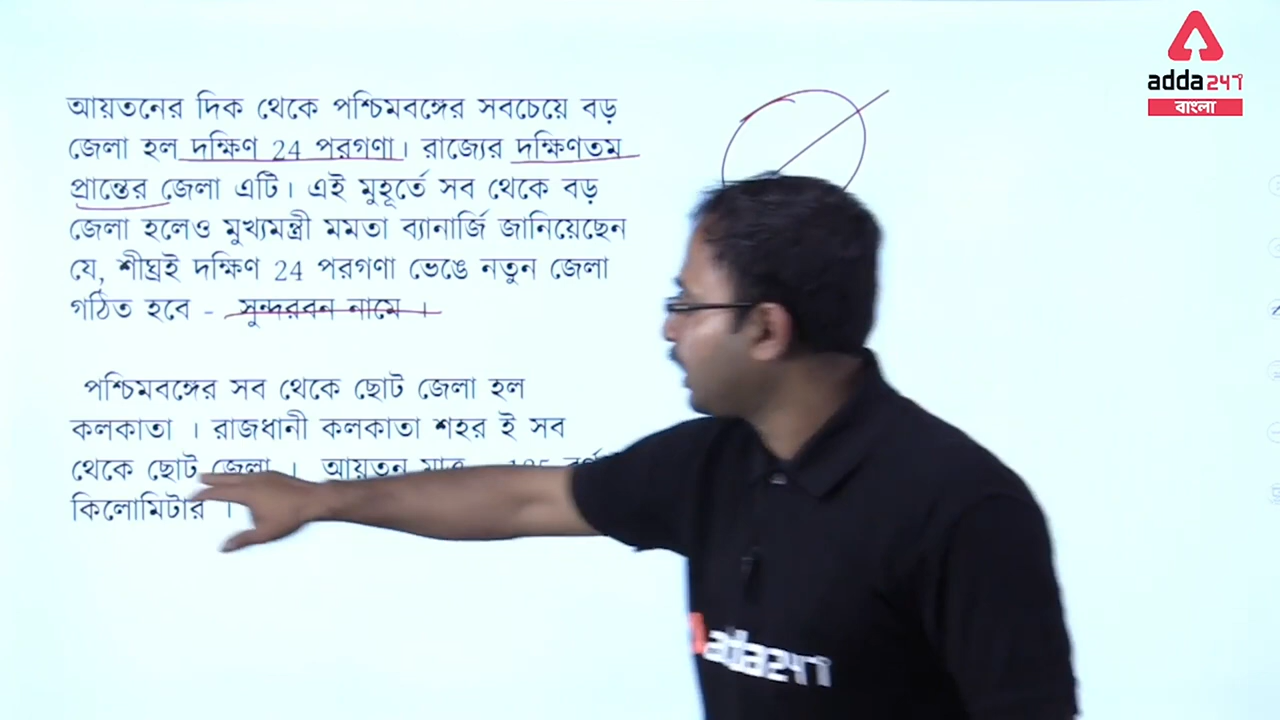 আয়তনের দিক থেকে পশ্চিমবঙ্গের সবচেয়ে বড়
জেলা হল দক্ষিণ 24 পরগণা। রাজ্যের দক্ষিণতম
প্রান্তের জেলা এটি। এই মুহূর্তে সব থেকে বড়
জেলা হলেও মুখ্যমন্ত্রী মমতা ব্যানার্জি জানিয়েছেন
যে, শীঘ্রই দক্ষিণ 24 পরগণা ভেঙে নতুন জেলা
গঠিত হবে - সুন্দরবন নামে ।
পশ্চিমবঙ্গের সব থেকে ছোট জেলা হল
কলকাতা । রাজধানী কলকাতা শহর ই সব
থেকে ছোট জেলা । আয়তন মাত্র
কিলোমিটার ।
adda247
বাংলা
adda247